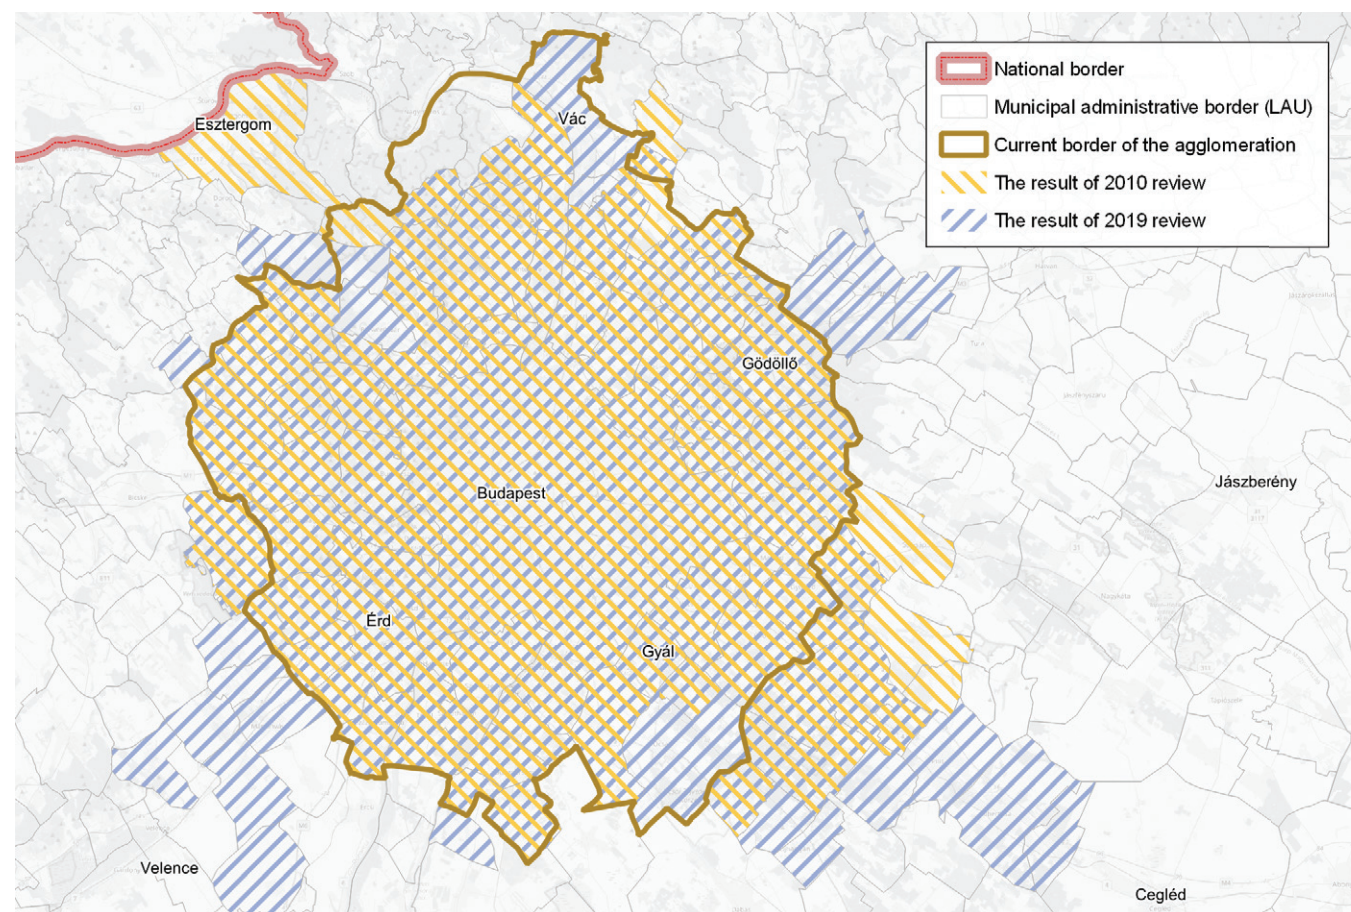 National border
Municipal administrative border (LAU)
Current border of the agglomeration
The result of 2010 review
The result of 2019 review
Esztergom
Vác
Gödöllő
Jászberény
Budapest
Érd
Gyál
Velence
Cegléd